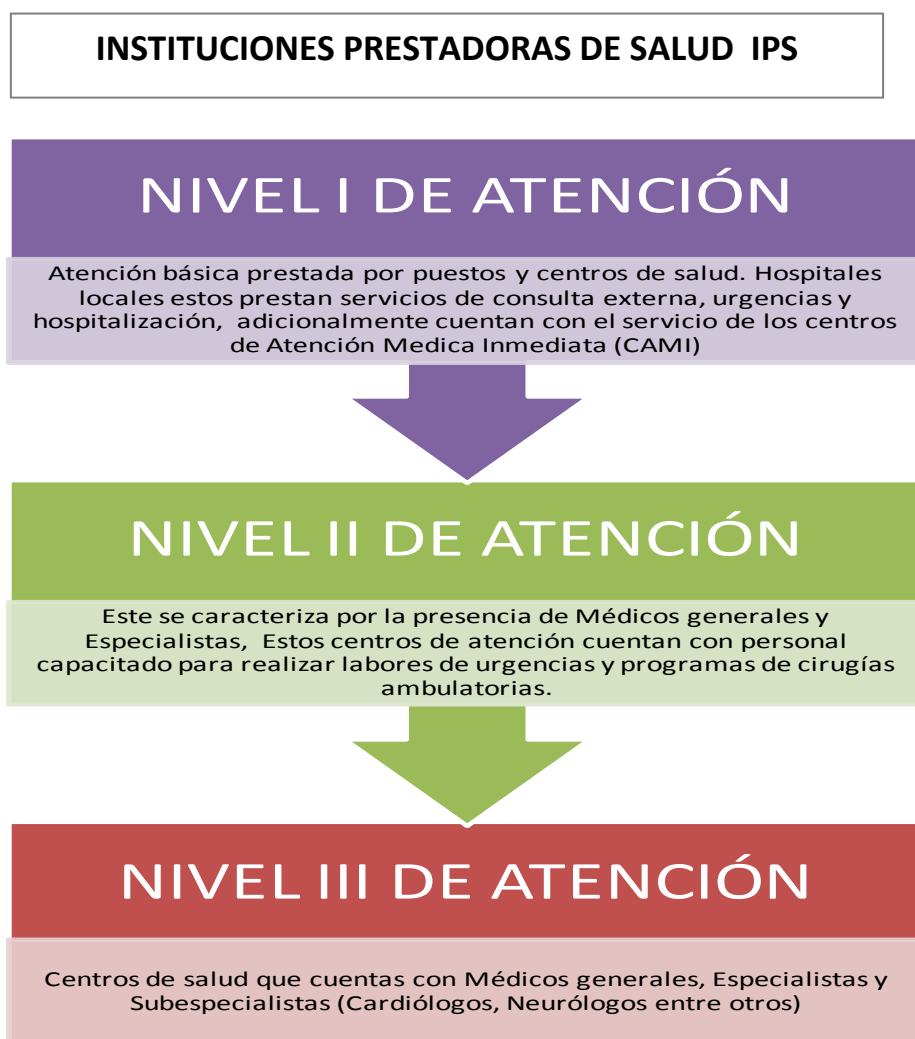 INSTITUCIONES PRESTADORAS DE SALUD  IPS
NIVEL I DE ATENCIÓN
Atención básica prestada por puestos y centros de salud. Hospitales
locales estos prestan servicios de consulta externa, urgencias y
hospitalización,  adicionalmente cuentan con el servicio de los centros
de Atención Medica Inmediata (CAMI)
NIVEL II DE ATENCIÓN
Este se caracteriza por la presencia de Médicos generales y
Especialistas,  Estos centros de atención cuentan con personal
capacitado para realizar labores de urgencias y programas de cirugías
ambulatorias.
NIVEL III DE ATENCIÓN
Centros de salud que cuentas con Médicos generales, Especialistas y
Subespecialistas (Cardiólogos, Neurólogos entre otros)